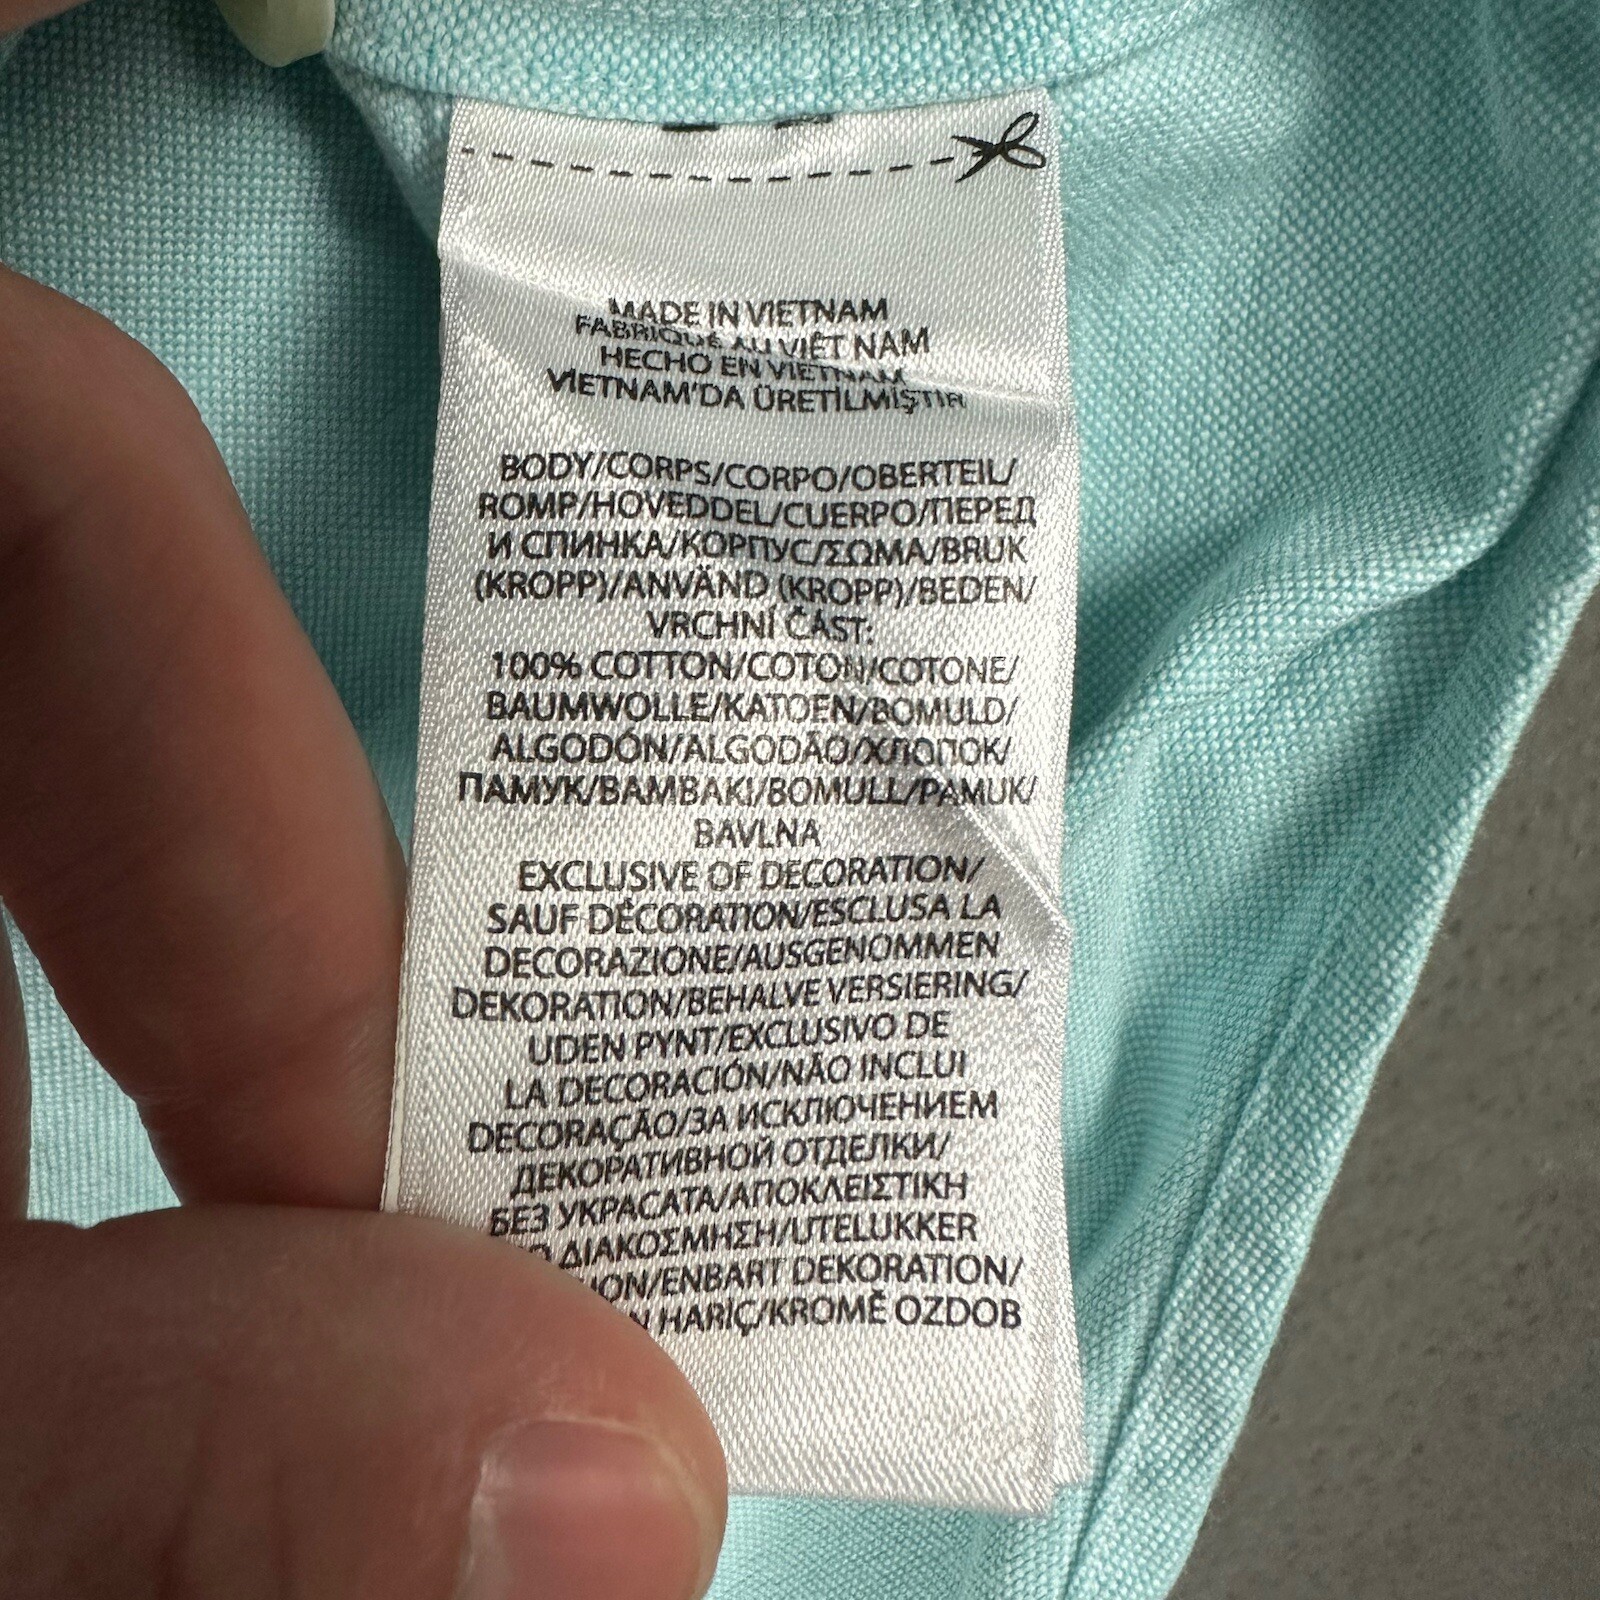 MADE IN VIETNAM
FABRIQUÉ AU VIÊT NAM
HECHO EN VIETNAM
VIETNAM'DA ÜRETİLMİŞTİR
BODY/CORPS/CORPO/OBERTEIL/
ROMP/HOVEDDEL/CUERPO/ПЕРЕД
И СПИНКА/КОРПУС/ΣΩΜΑ/BRUK
(KROPP)/ANVÄND (KROPP)/BEDEN/
VRCHNÍ ČÁST:
100% COTTON/COTON/COTONE/
BAUMWOLLE/KATOEN/BOMULD/
ALGODÓN/ALGODÃO/ХЛОПОК/
ПАМУК/ΒΑΜΒΑΚΙ/BOMULL/PAMUK/
BAVLNA
EXCLUSIVE OF DECORATION/
SAUF DÉCORATION/ESCLUSA LA
DECORAZIONE/AUSGENOMMEN
DEKORATION/BEHALVE VERSIERING/
UDEN PYNT/EXCLUSIVO DE
LA DECORACIÓN/NÃO INCLUI
DECORAÇÃO/ЗА ИСКЛЮЧЕНИЕМ
ДЕКОРАТИВНОЙ ОТДЕЛКИ/
БЕЗ УКРАСАТА/ΑΠΟΚΛΕΙΣΤΙΚΗ
ΔΙΑΚΟΣΜΗΣΗ/UTELUKKER
ENBART DEKORATION/
HARİÇ/KROMĚ OZDOB